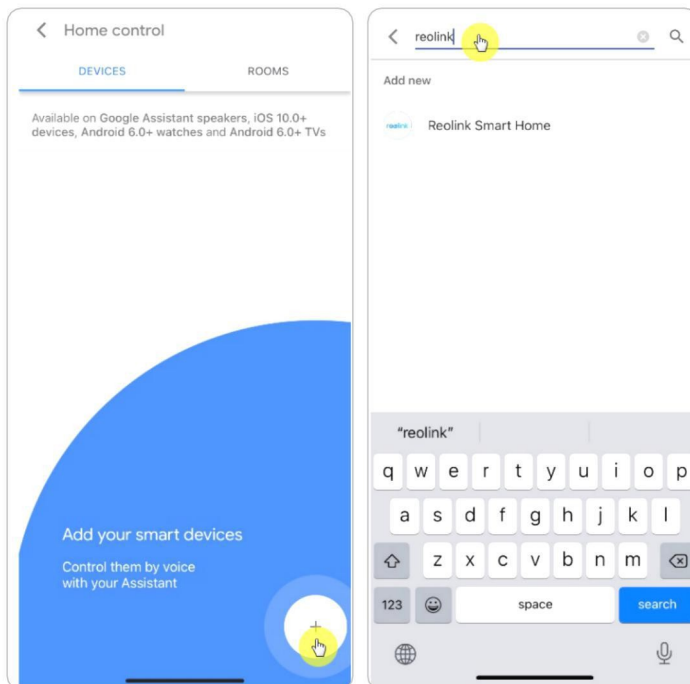 Home control
DEVICES
ROOMS
Available on Google Assistant speakers, iOS 10.0+
devices, Android 6.0+ watches and Android 6.0+ TVs
Add your smart devices
Control them by voice
with your Assistant
+
reolink
Add new
reolink
Reolink Smart Home
“reolink”
q w e r t y u i o p
a s d f g h j k l
z x c v b n m
123
space
search